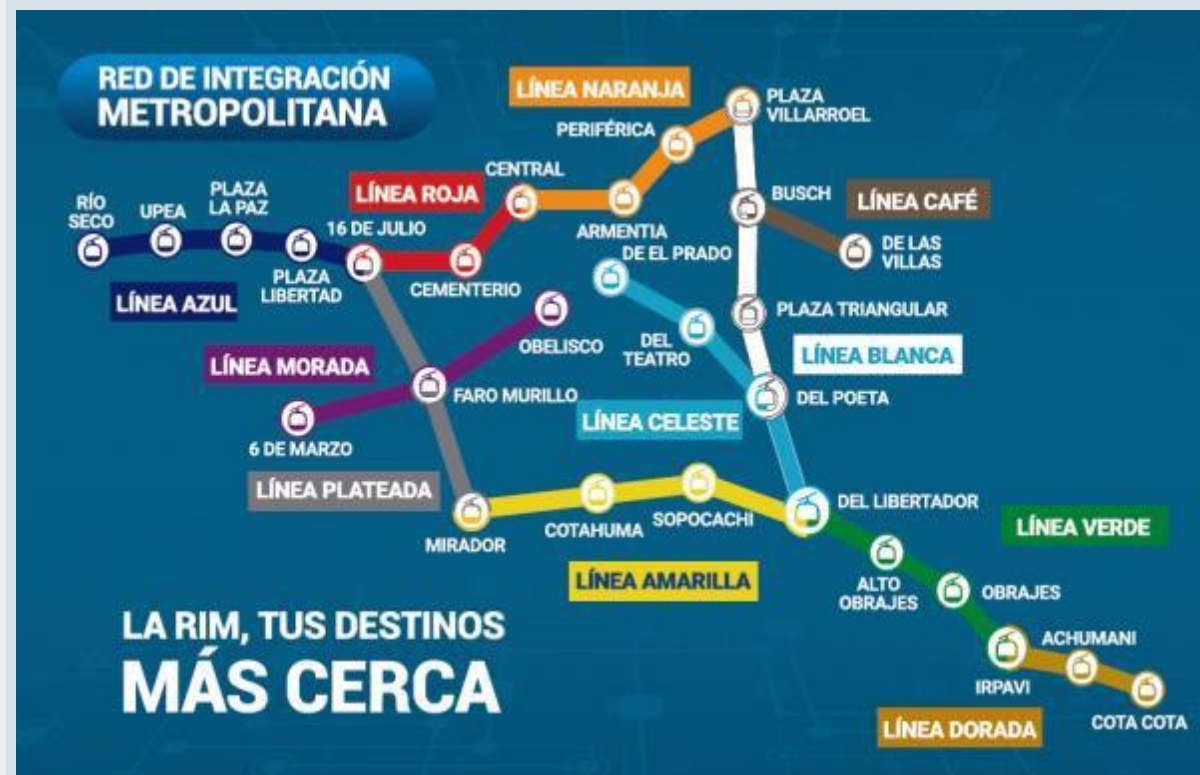 RED DE INTEGRACIÓN
METROPOLITANA
LÍNEA NARANJA
PLAZA
VILLARROEL
PERIFÉRICA
CENTRAL
LÍNEA ROJA
BUSCH
LÍNEA CAFÉ
RÍO
SECO
UPEA
PLAZA
LA PAZ
16 DE JULIO
ARMENTIA
DE EL PRADO
DE LAS
VILLAS
PLAZA
LIBERTAD
CEMENTERIO
LÍNEA AZUL
PLAZA TRIANGULAR
OBELISCO
DEL
TEATRO
LÍNEA BLANCA
LÍNEA MORADA
FARO MURILLO
DEL POETA
LÍNEA CELESTE
6 DE MARZO
LÍNEA PLATEADA
DEL LIBERTADOR
MIRADOR
COTAHUMA
SOPOCACHI
LÍNEA VERDE
LÍNEA AMARILLA
ALTO
OBRAJES
OBRAJES
LA RIM, TUS DESTINOS
MÁS CERCA
ACHUMANI
IRPAVI
LÍNEA DORADA
COTA COTA